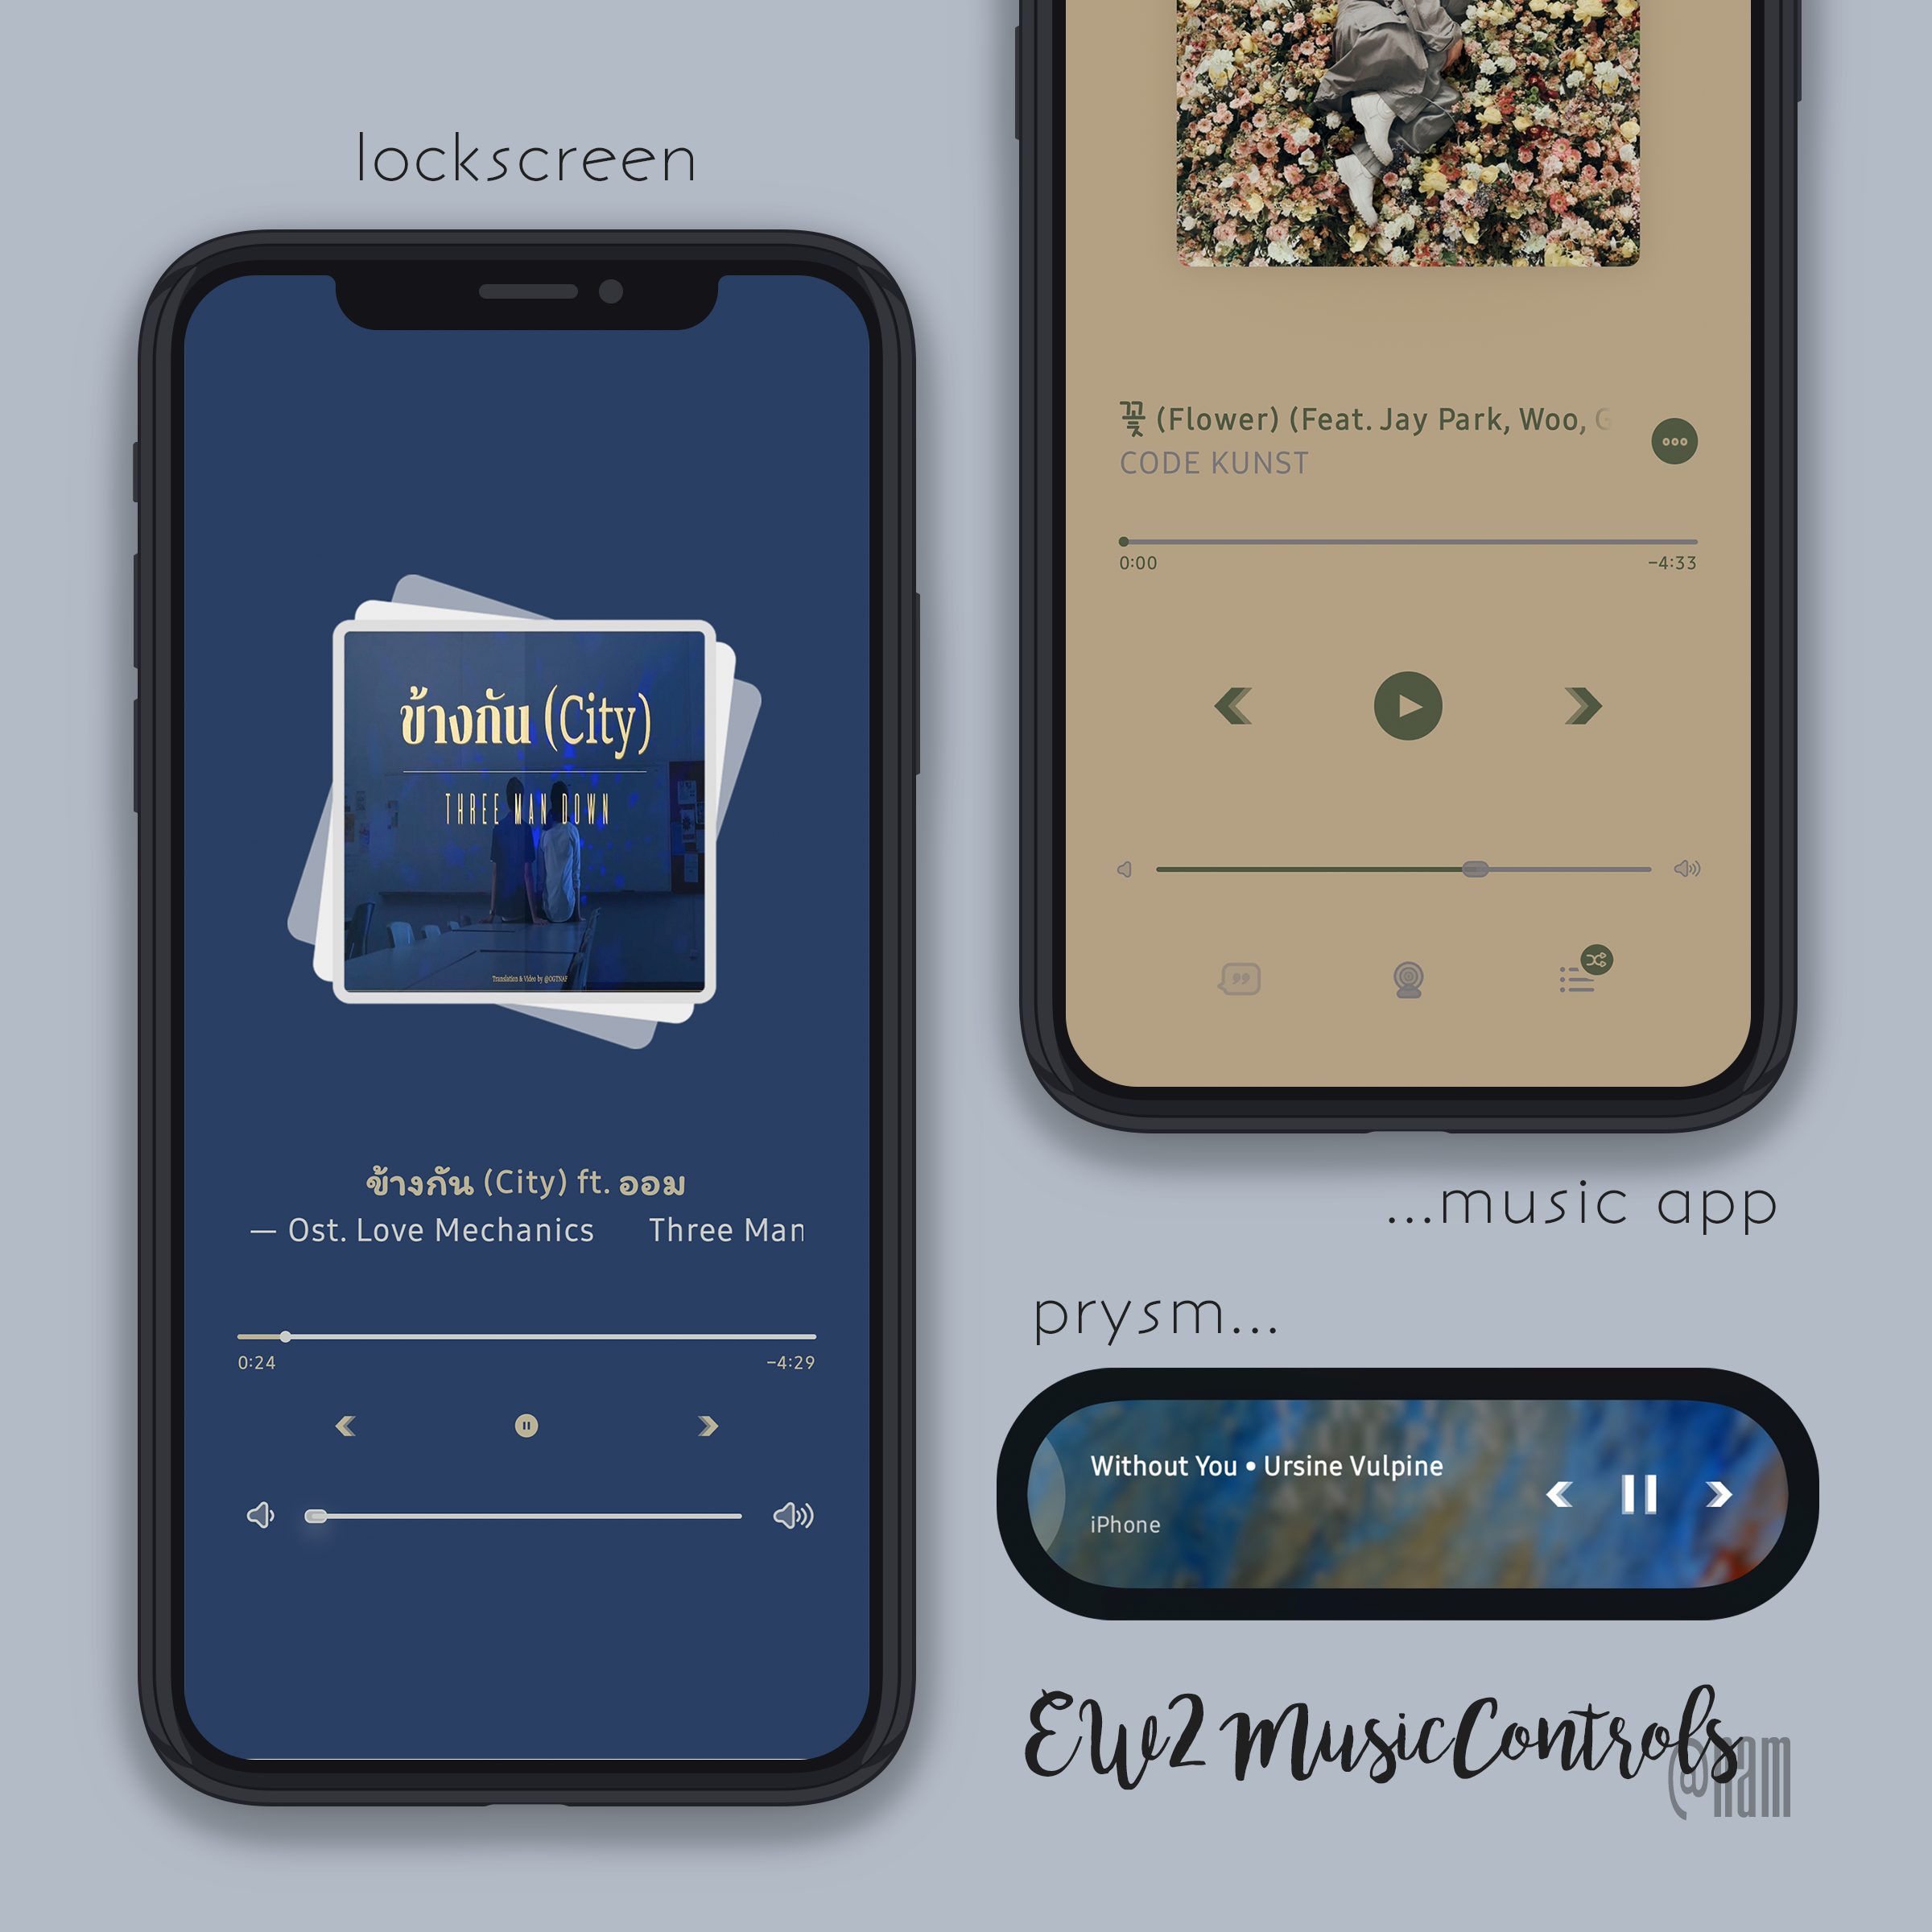 lockscreen
ข้างกัน (City)
THREE MAN DOWN
Translation & Video by @OGTNAF
ข้างกัน (City) ft. ออม
— Ost. Love Mechanics Three Man
0:24 −4:29
꽃 (Flower) (Feat. Jay Park, Woo, G
CODE KUNST
0:00 −4:33
...music app
prysm...
Without You • Ursine Vulpine
iPhone
EW2 MusicControls
@nam